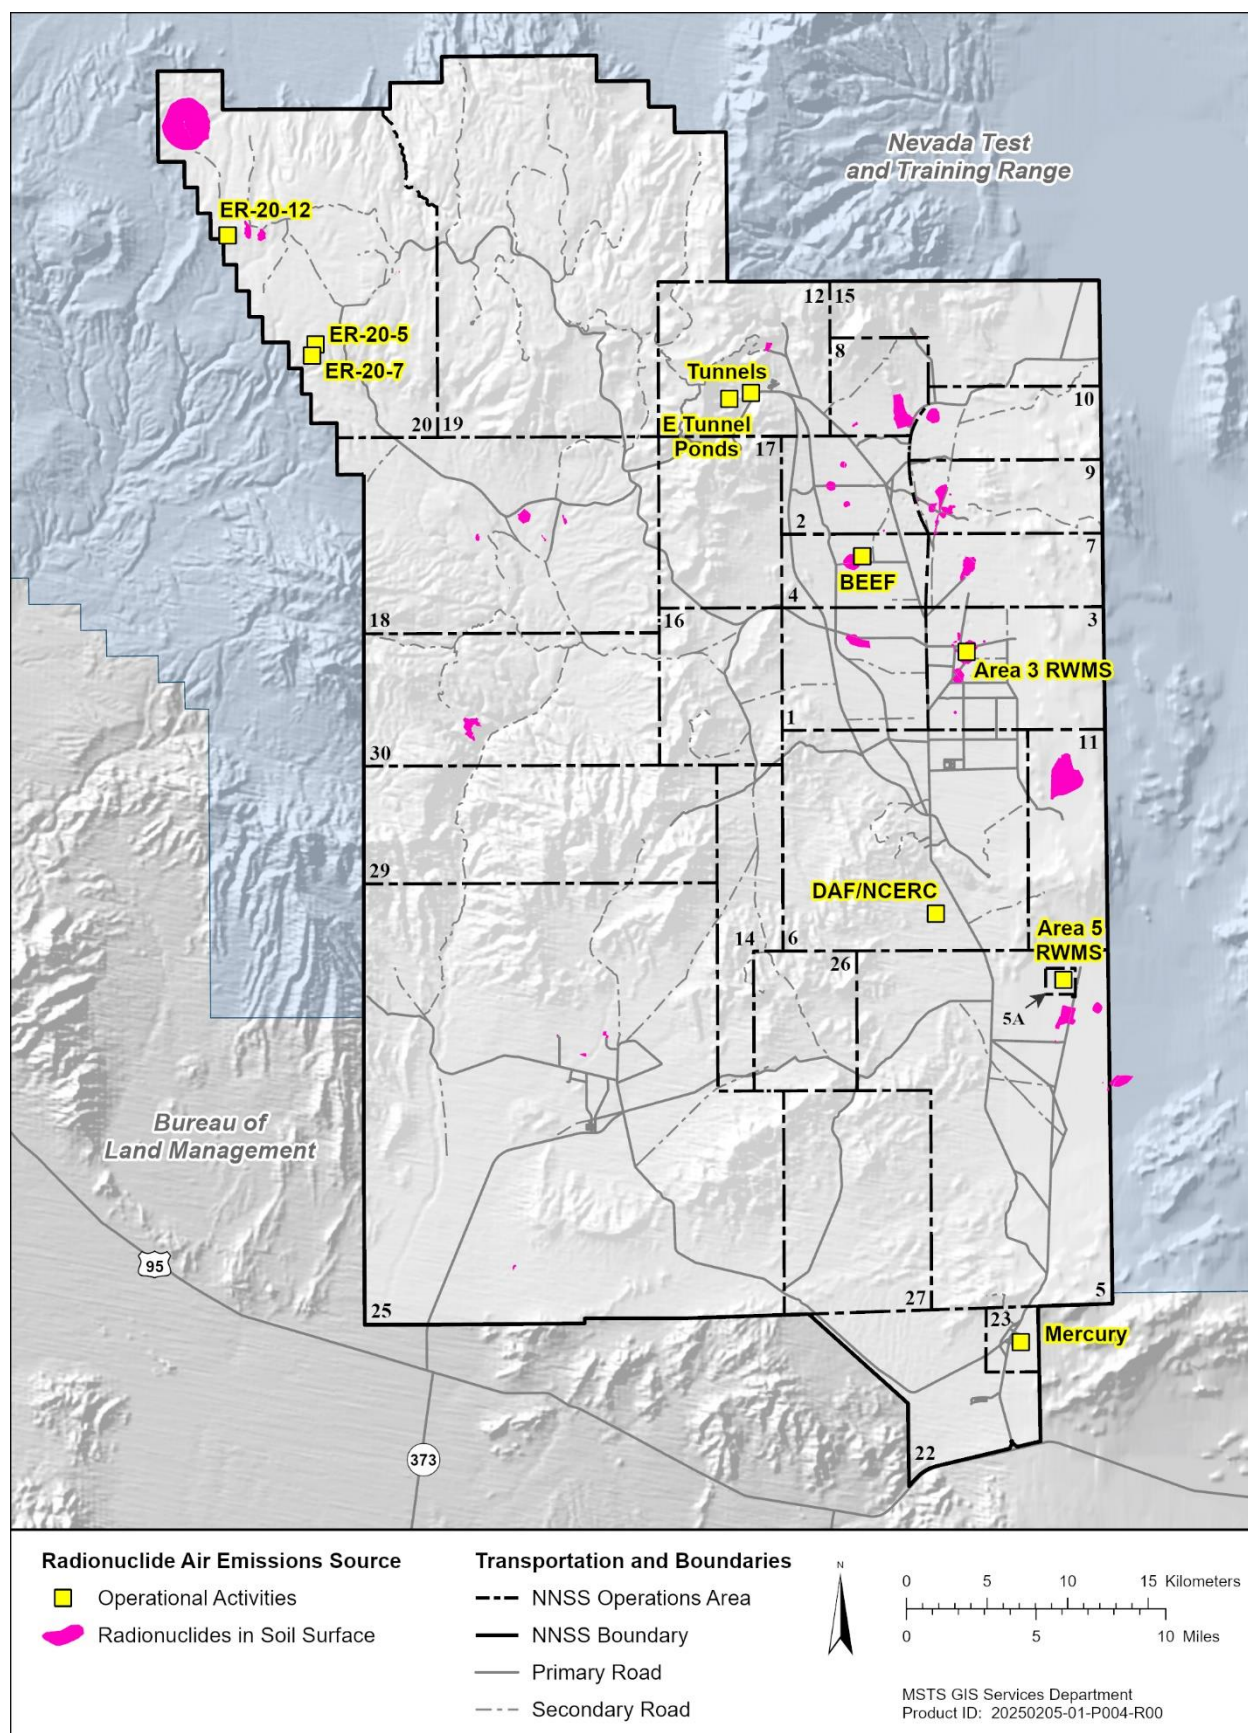 Nevada Test
and Training Range
ER-20-12
ER-20-5
ER-20-7
12
15
8
Tunnels
10
E Tunnel
Ponds
20
19
17
9
2
7
BEEF
4
18
16
3
Area 3 RWMS
1
30
11
29
DAF/NCERC
Area 5
RWMS
14
6
26
5A
Bureau of
Land Management
95
25
27
5
23
Mercury
373
22
Radionuclide Air Emissions Source
Operational Activities
Radionuclides in Soil Surface
Transportation and Boundaries
NNSS Operations Area
NNSS Boundary
Primary Road
Secondary Road
N
0 5 10 15 Kilometers
0 5 10 Miles
MSTS GIS Services Department
Product ID: 20250205-01-P004-R00